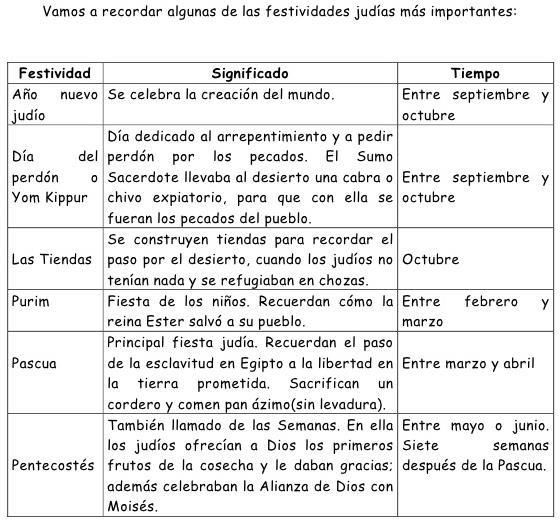 Vamos a recordar algunas de las festividades judías más importantes:
Festividad Significado Tiempo
Año nuevo judío
Se celebra la creación del mundo.
Entre septiembre y
octubre
Día del
perdón o
Yom Kippur
Día dedicado al arrepentimiento y a pedir
perdón por los pecados. El Sumo
Sacerdote llevaba al desierto una cabra o
chivo expiatorio, para que con ella se
fueran los pecados del pueblo.
Entre septiembre y
octubre
Las Tiendas
Se construyen tiendas para recordar el
paso por el desierto, cuando los judíos no
tenían nada y se refugiaban en chozas.
Octubre
Purim
Fiesta de los niños. Recuerdan cómo la
reina Ester salvó a su pueblo.
Entre febrero y
marzo
Pascua
Principal fiesta judía. Recuerdan el paso
de la esclavitud en Egipto a la libertad en
la tierra prometida. Sacrifican un
cordero y comen pan ázimo(sin levadura).
Entre marzo y abril
Pentecostés
También llamado de las Semanas. En ella
los judíos ofrecían a Dios los primeros
frutos de la cosecha y le daban gracias;
además celebraban la Alianza de Dios con
Moisés.
Entre mayo o junio.
Siete semanas
después de la Pascua.